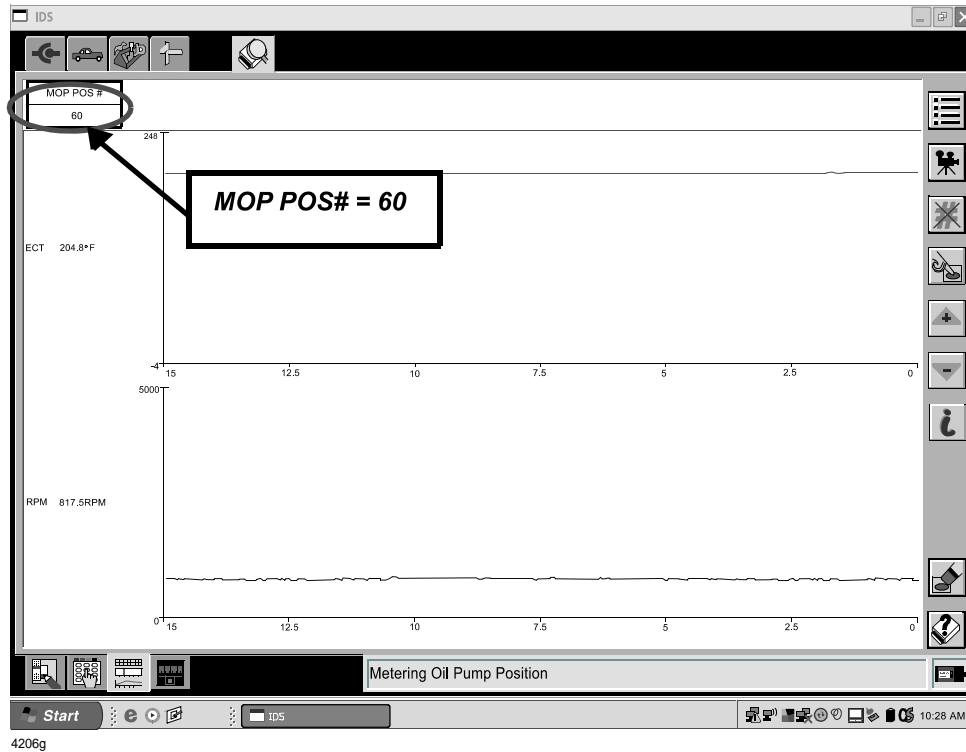 IDS
MOP POS #
60
248
MOP POS# = 60
ECT 204.8°F
-4
15 12.5 10 7.5 5 2.5 0
5000
RPM 817.5RPM
0
15 12.5 10 7.5 5 2.5 0
Metering Oil Pump Position
Start
IDS
10:28 AM
4206g